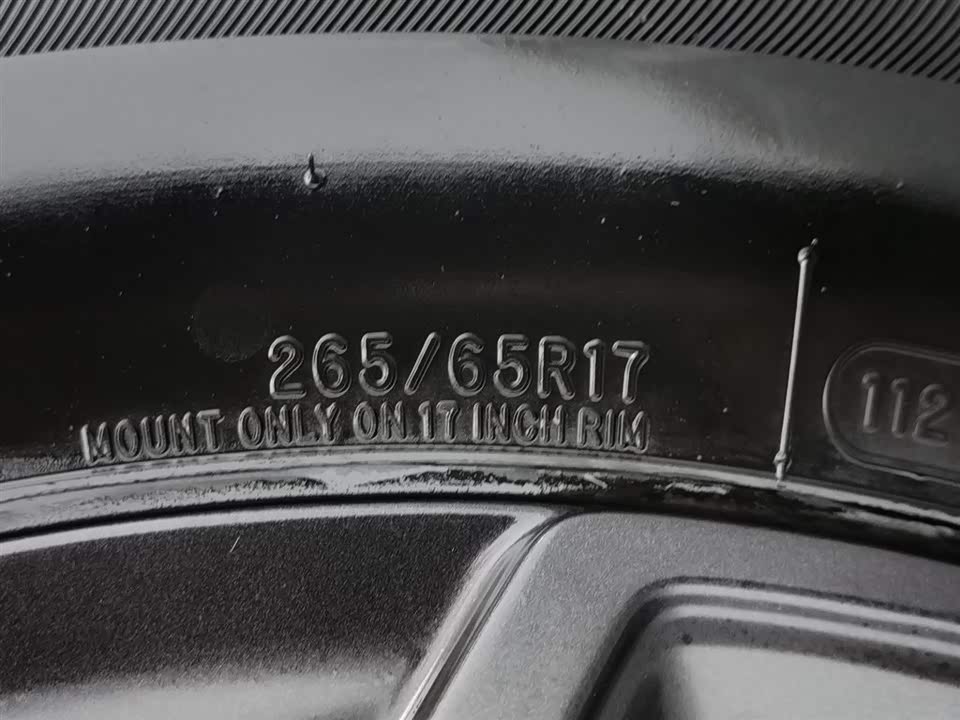 265/65R17
MOUNT ONLY ON 17 INCH RIM
112